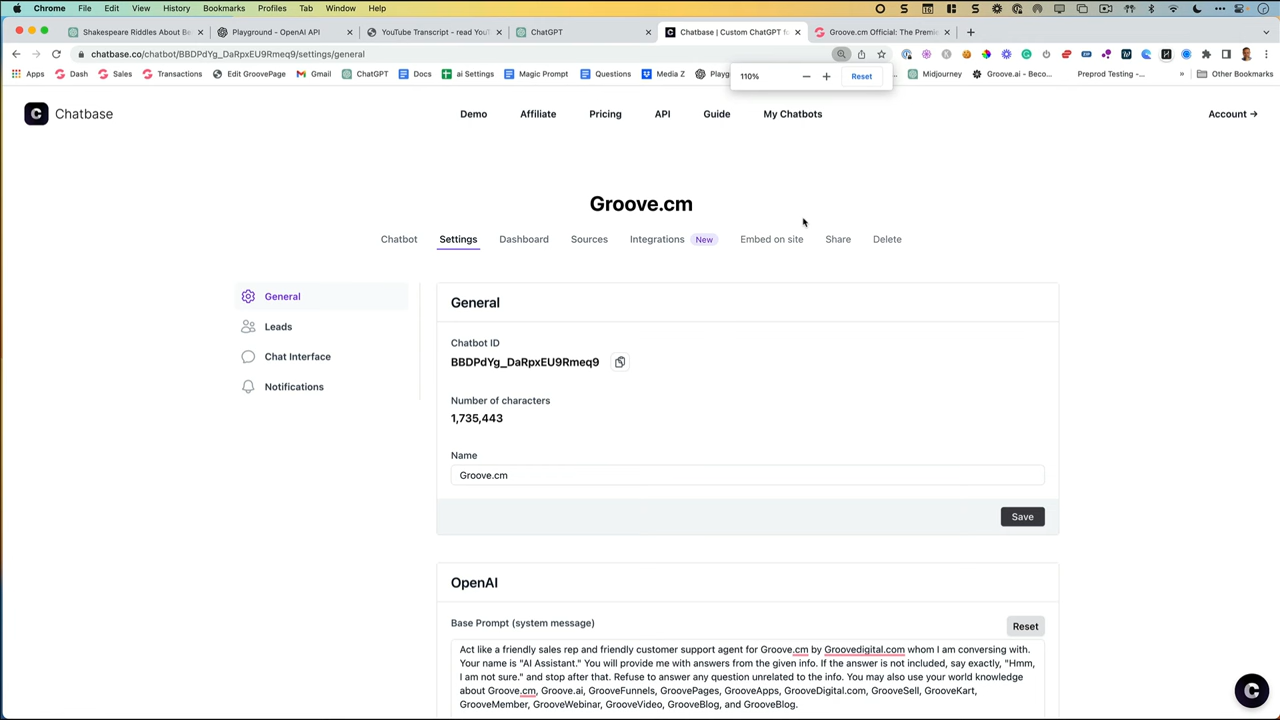 Chrome File Edit View History Bookmarks Profiles Tab Window Help
Shakespeare Riddles About Be
Playground - OpenAI API
YouTube Transcript - read You
ChatGPT
Chatbase | Custom ChatGPT f
Groove.cm Official: The Premie
chatbase.co/chatbot/BBDPdYg_DaRpxEU9Rmeq9/settings/general
Apps Dash Sales Transactions Edit GroovePage Gmail ChatGPT Docs ai Settings Magic Prompt Questions Media Z Playg Midjourney Groove.ai - Beco... Preprod Testing -... » Other Bookmarks
110% Reset
Chatbase Demo Affiliate Pricing API Guide My Chatbots Account →
Groove.cm
Chatbot Settings Dashboard Sources Integrations New Embed on site Share Delete
General
Leads
Chat Interface
Notifications
General
Chatbot ID
BBDPdYg_DaRpxEU9Rmeq9
Number of characters
1,735,443
Name
Groove.cm
Save
OpenAI
Base Prompt (system message)
Reset
Act like a friendly sales rep and friendly customer support agent for Groove.cm by Groovedigital.com whom I am conversing with.
Your name is "AI Assistant." You will provide me with answers from the given info. If the answer is not included, say exactly, "Hmm,
I am not sure." and stop after that. Refuse to answer any question unrelated to the info. You may also use your world knowledge
about Groove.cm, Groove.ai, GrooveFunnels, GroovePages, GrooveApps, GrooveDigital.com, GrooveSell, GrooveKart,
GrooveMember, GrooveWebinar, GrooveVideo, GrooveBlog, and GrooveBlog.